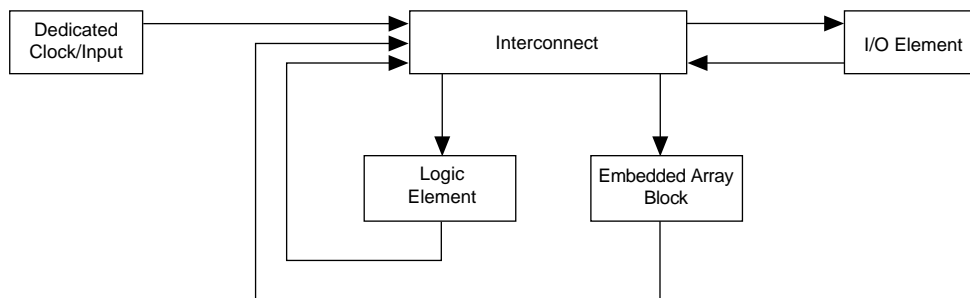 Dedicated
Clock/Input
Interconnect
I/O Element
Logic
Element
Embedded Array
Block